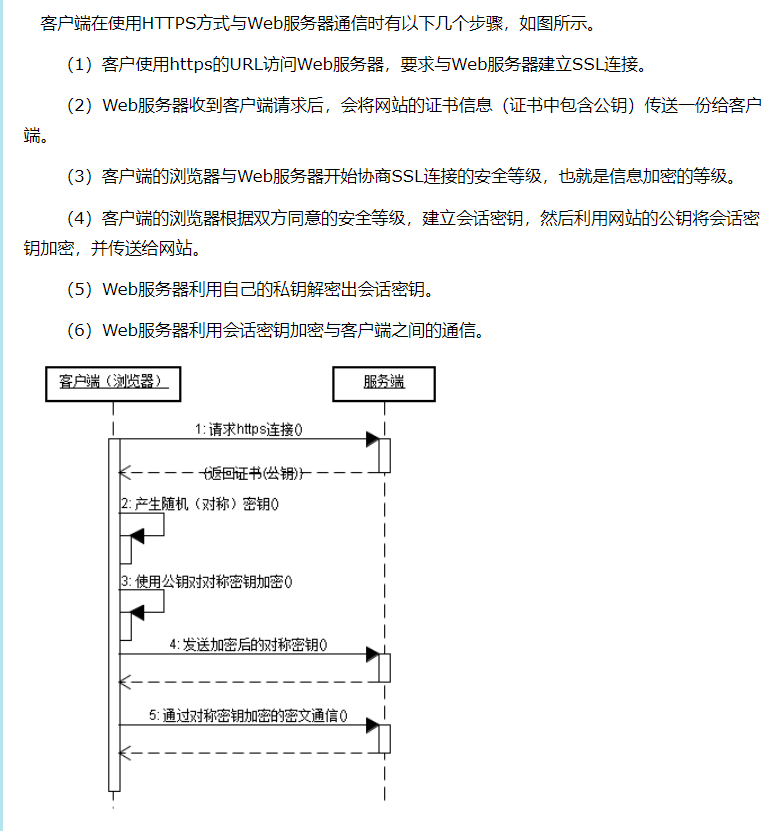 客户端在使用HTTPS方式与Web服务器通信时有以下几个步骤，如图所示。
（1）客户使用https的URL访问Web服务器，要求与Web服务器建立SSL连接。
（2）Web服务器收到客户端请求后，会将网站的证书信息（证书中包含公钥）传送一份给客户
端。
（3）客户端的浏览器与Web服务器开始协商SSL连接的安全等级，也就是信息加密的等级。
（4）客户端的浏览器根据双方同意的安全等级，建立会话密钥，然后利用网站的公钥将会话密
钥加密，并传送给网站。
（5）Web服务器利用自己的私钥解密出会话密钥。
（6）Web服务器利用会话密钥加密与客户端之间的通信。
客户端（浏览器）
服务端
1: 请求https连接()
(返回证书(公钥))
2: 产生随机（对称）密钥()
3: 使用公钥对对称密钥加密()
4: 发送加密后的对称密钥()
5: 通过对称密钥加密的密文通信()